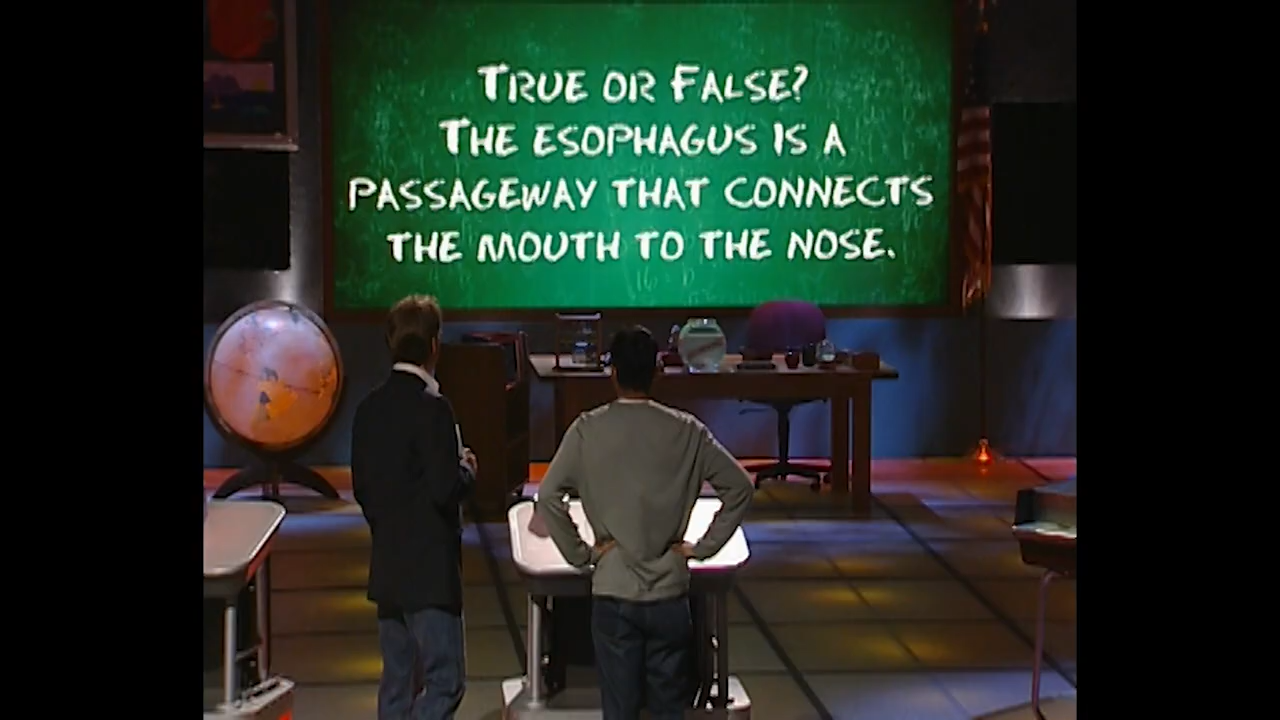 True or False?
The esophagus is a
passageway that connects
the mouth to the nose.